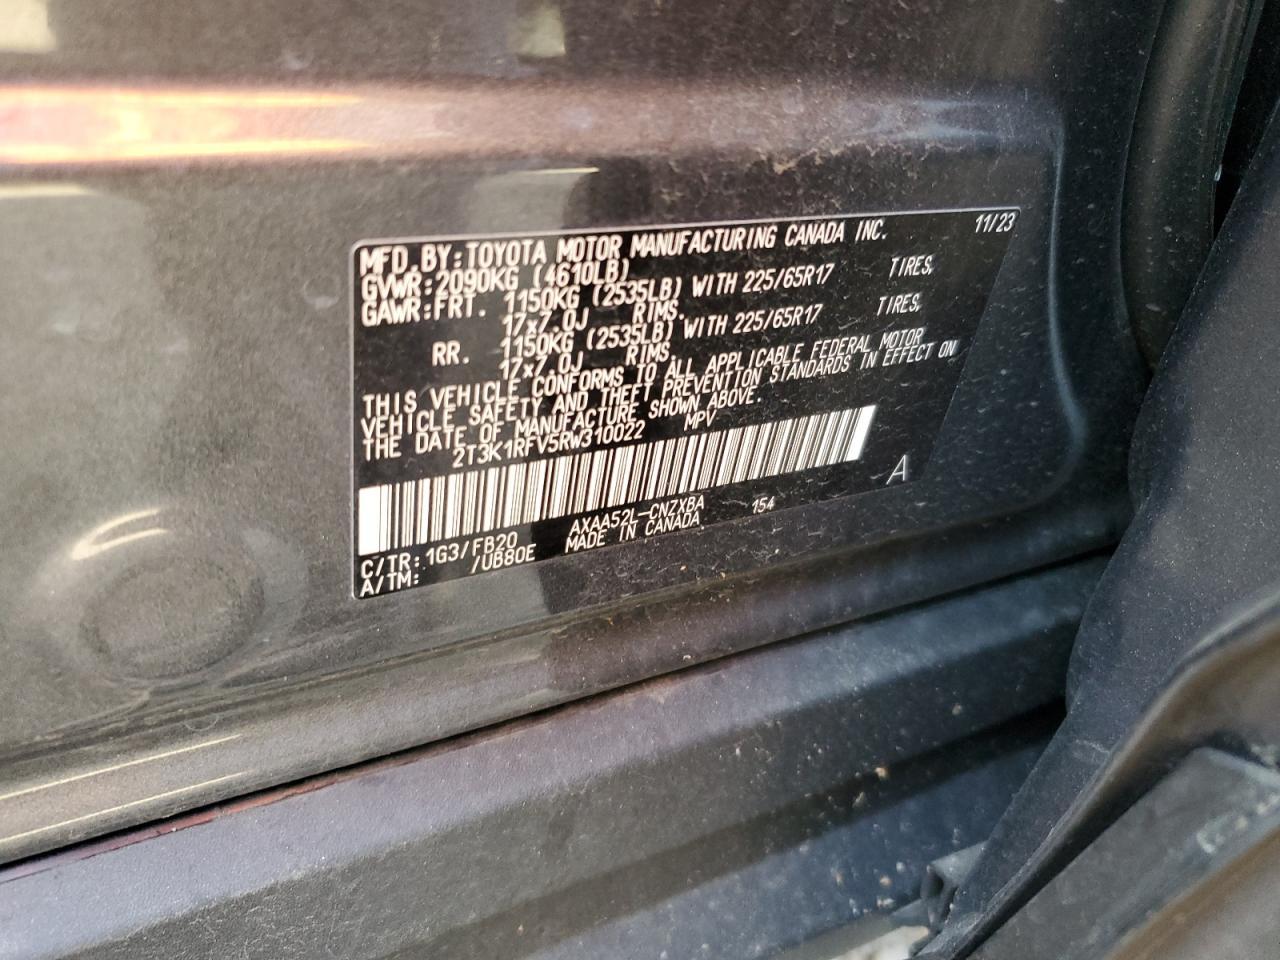 11/23
MFD. BY: TOYOTA MOTOR MANUFACTURING CANADA INC.
GVWR: 2090KG (4610LB)
GAWR: FRT. 1150KG (2535LB) WITH 225/65R17 TIRES,
17x7.0J RIMS.
RR. 1150KG (2535LB) WITH 225/65R17 TIRES,
17x7.0J RIMS.
THIS VEHICLE CONFORMS TO ALL APPLICABLE FEDERAL MOTOR
VEHICLE SAFETY AND THEFT PREVENTION STANDARDS IN EFFECT ON
THE DATE OF MANUFACTURE SHOWN ABOVE.
2T3K1RFV5RW310022 MPV
A
C/TR: 1G3/FB20 AXAA52L-CNZXBA 154
A/TM: /UB80E MADE IN CANADA